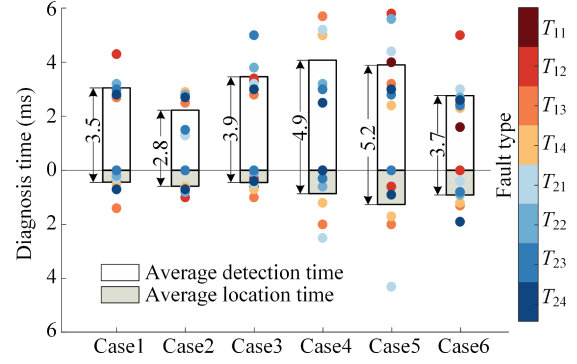 6
4
2
0
2
4
6
Diagnosis time (ms)
3.5
2.8
3.9
4.9
5.2
3.7
Average detection time
Average location time
Case1 Case2 Case3 Case4 Case5 Case6
Fault type
T11
T12
T13
T14
T21
T22
T23
T24